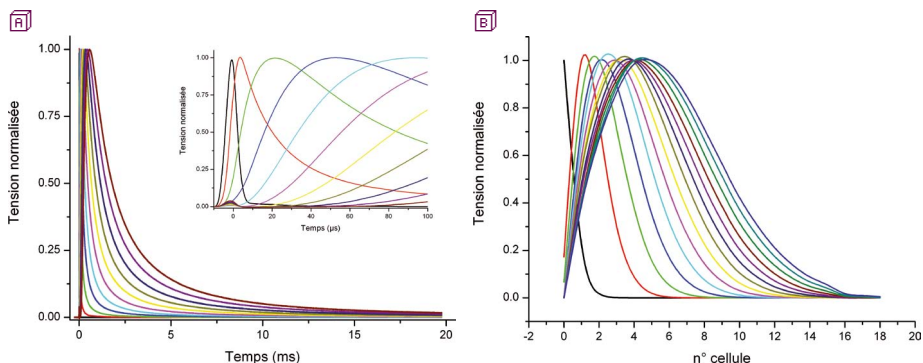 A
Tension normalisée
1.00
0.75
0.50
0.25
0.00
0 5 10 15 20
Temps (ms)
Tension normalisée
1.00
0.75
0.50
0.25
0.00
0 20 40 60 80 100
Temps (µs)
B
Tension normalisée
1.0
0.8
0.6
0.4
0.2
0.0
-2 0 2 4 6 8 10 12 14 16 18 20
n° cellule